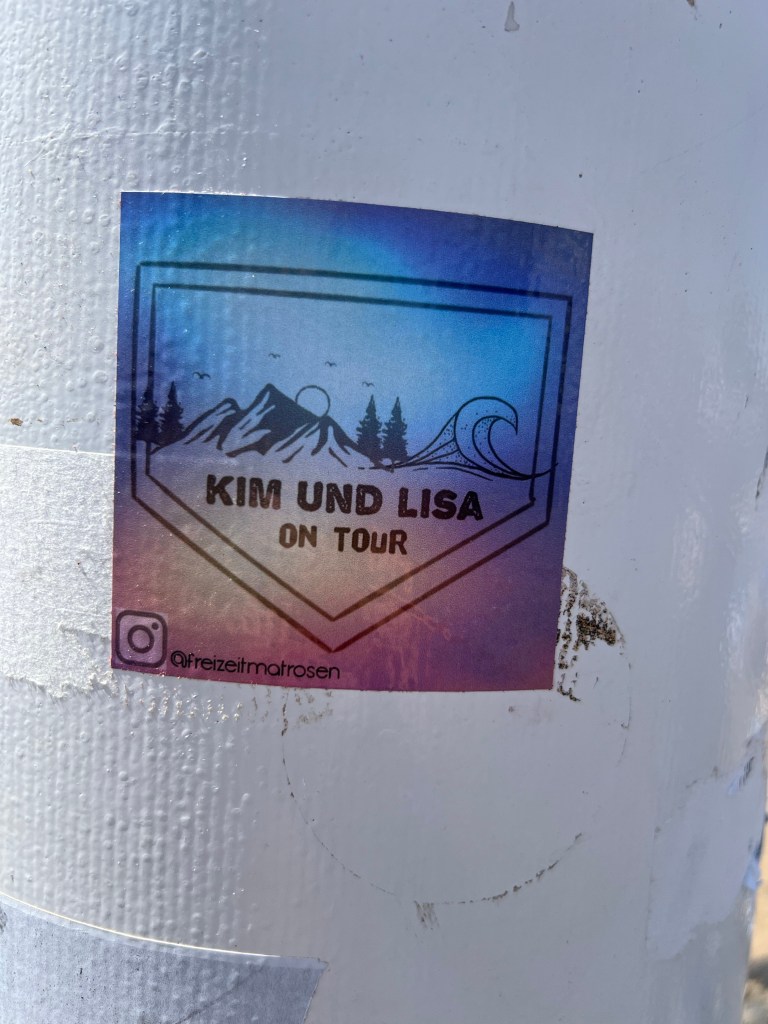 KIM UND LISA
ON TOUR
@freizeitmatrosen